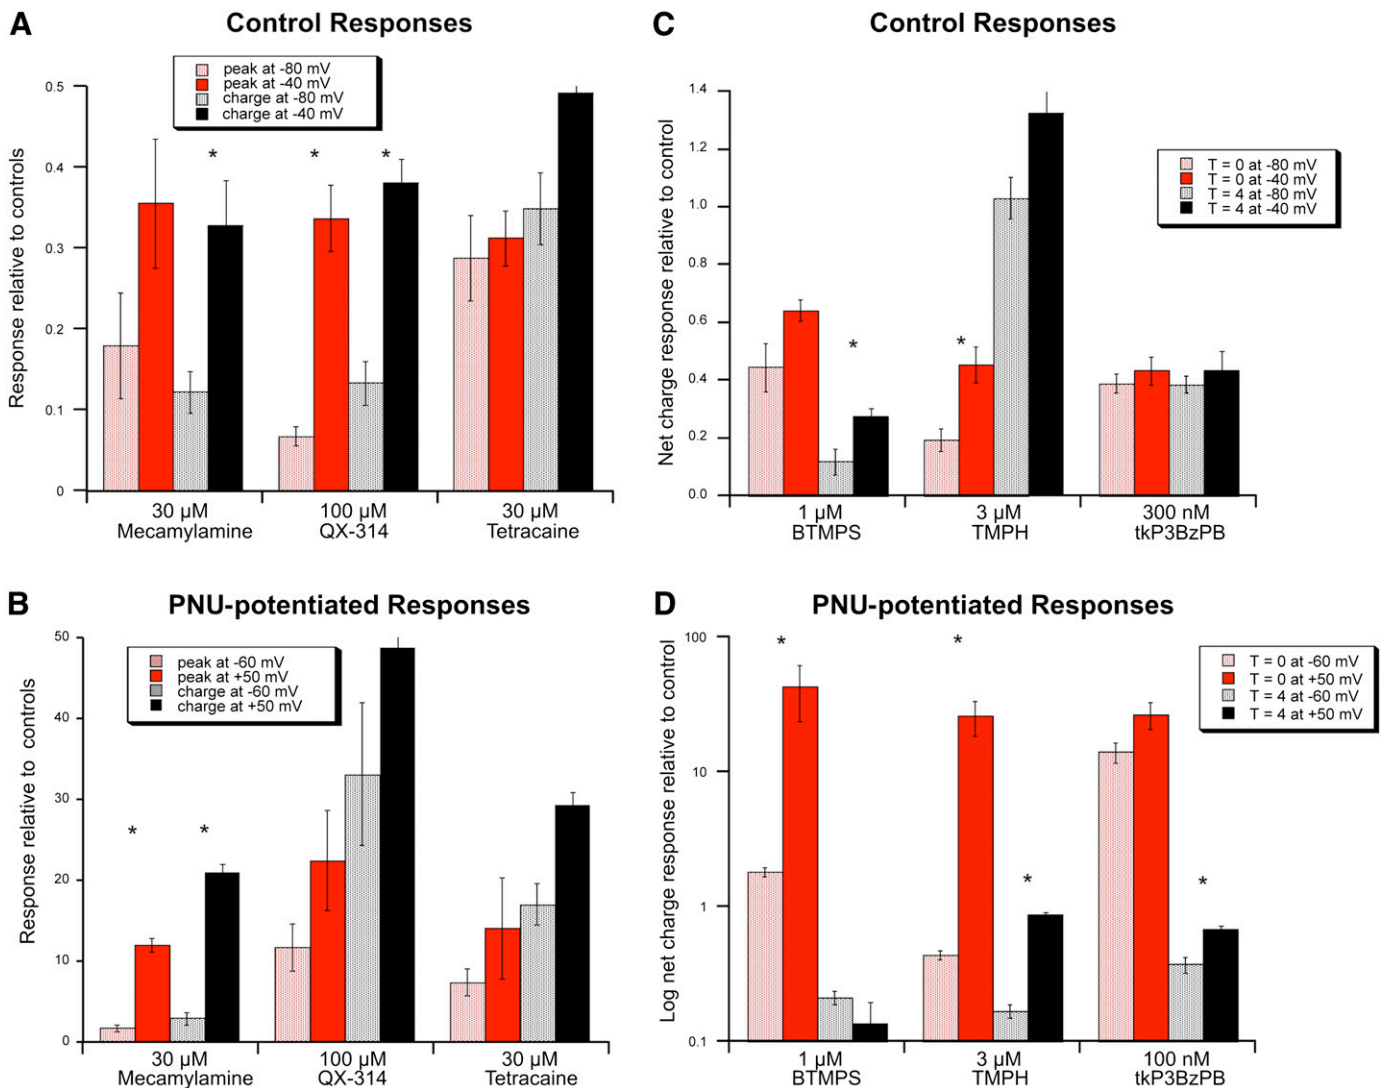 A
Control Responses
peak at -80 mV
peak at -40 mV
charge at -80 mV
charge at -40 mV
Response relative to controls
0.5
0.4
0.3
0.2
0.1
0
*
*
*
30 µM
Mecamylamine
100 µM
QX-314
30 µM
Tetracaine
C
Control Responses
T = 0 at -80 mV
T = 0 at -40 mV
T = 4 at -80 mV
T = 4 at -40 mV
Net charge response relative to control
1.4
1.2
1.0
0.8
0.6
0.4
0.2
0.0
*
*
1 µM
BTMPS
3 µM
TMPH
300 nM
tkP3BzPB
B
PNU-potentiated Responses
peak at -60 mV
peak at +50 mV
charge at -60 mV
charge at +50 mV
Response relative to controls
50
40
30
20
10
0
*
*
30 µM
Mecamylamine
100 µM
QX-314
30 µM
Tetracaine
D
PNU-potentiated Responses
T = 0 at -60 mV
T = 0 at +50 mV
T = 4 at -60 mV
T = 4 at +50 mV
Log net charge response relative to control
100
10
1
0.1
*
*
*
*
1 µM
BTMPS
3 µM
TMPH
100 nM
tkP3BzPB